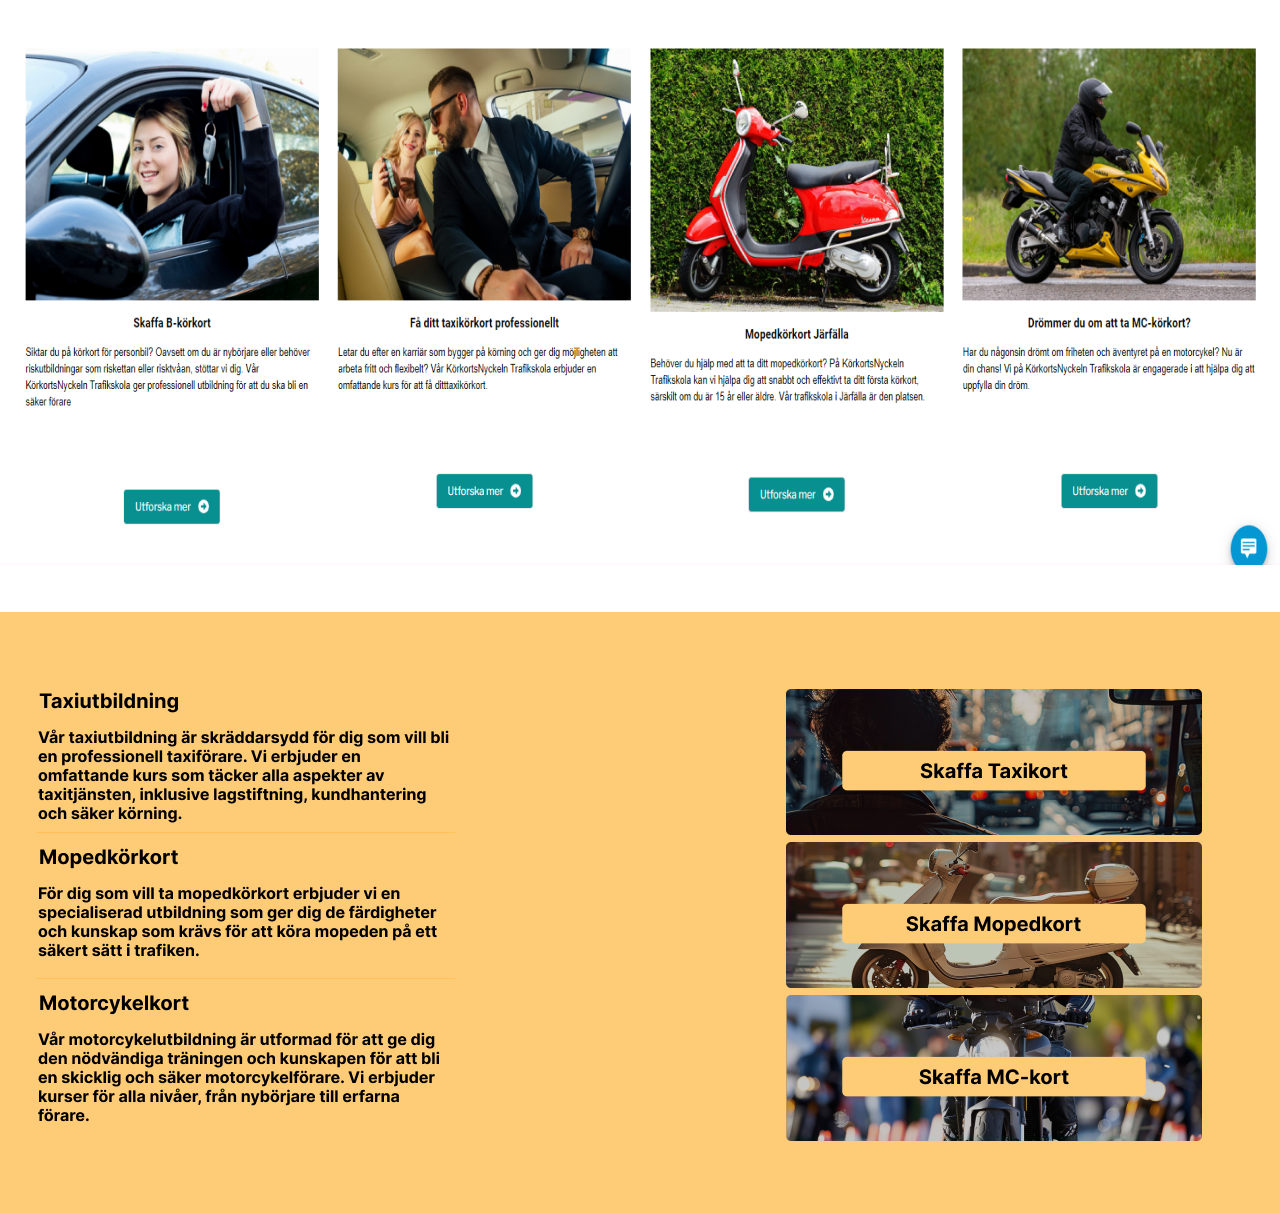 Skaffa B-körkort
Siktar du på körkort för personbil? Oavsett om du är nybörjare eller behöver
riskutbildningar som riskettan eller risktvåan, stöttar vi dig. Vår
KörkortsNyckeln Trafikskola ger professionell utbildning för att du ska bli en
säker förare
Utforska mer
Få ditt taxikörkort professionellt
Letar du efter en karriär som bygger på körning och ger dig möjligheten att
arbeta fritt och flexibelt? Vår KörkortsNyckeln Trafikskola erbjuder en
omfattande kurs för att få ditttaxikörkort.
Utforska mer
Vespa
Mopedkörkort Järfälla
Behöver du hjälp med att ta ditt mopedkörkort? På KörkortsNyckeln
Trafikskola kan vi hjälpa dig att snabbt och effektivt ta ditt första körkort,
särskilt om du är 15 år eller äldre. Vår trafikskola i Järfälla är den platsen.
Utforska mer
Drömmer du om att ta MC-körkort?
Har du någonsin drömt om friheten och äventyret på en motorcykel? Nu är
din chans! Vi på KörkortsNyckeln Trafikskola är engagerade i att hjälpa dig att
uppfylla din dröm.
Utforska mer
Taxiutbildning
Vår taxiutbildning är skräddarsydd för dig som vill bli
en professionell taxiförare. Vi erbjuder en
omfattande kurs som täcker alla aspekter av
taxitjänsten, inklusive lagstiftning, kundhantering
och säker körning.
Mopedkörkort
För dig som vill ta mopedkörkort erbjuder vi en
specialiserad utbildning som ger dig de färdigheter
och kunskap som krävs för att köra mopeden på ett
säkert sätt i trafiken.
Motorcykelkort
Vår motorcykelutbildning är utformad för att ge dig
den nödvändiga träningen och kunskapen för att bli
en skicklig och säker motorcykelförare. Vi erbjuder
kurser för alla nivåer, från nybörjare till erfarna
förare.
Skaffa Taxikort
Skaffa Mopedkort
Skaffa MC-kort